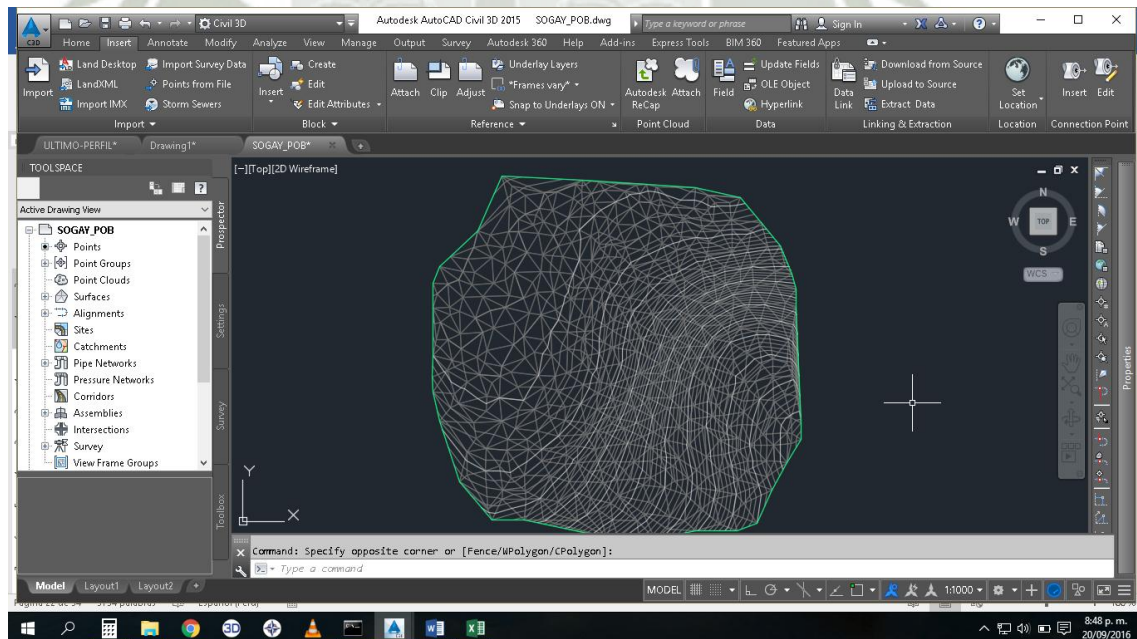 Civil 3D
Autodesk AutoCAD Civil 3D 2015 SOGAY_POB.dwg
Type a keyword or phrase
Sign In
C3D
Home Insert Annotate Modify Analyze View Manage Output Survey Autodesk 360 Help Add-ins Express Tools BIM 360 Featured Apps
Import
Land Desktop Import Survey Data
LandXML Points from File
Import IMX Storm Sewers
Import
Insert
Create
Edit
Edit Attributes
Block
Attach Clip Adjust
Underlay Layers
*Frames vary*
Snap to Underlays ON
Reference
Autodesk ReCap
Attach
Point Cloud
Field
Update Fields
OLE Object
Hyperlink
Data
Data Link
Download from Source
Upload to Source
Extract Data
Linking & Extraction
Set Location
Location
Insert Edit
Connection Point
ULTIMO-PERFIL* Drawing1* SOGAY_POB*
TOOLSPACE
Active Drawing View
SOGAY_POB
Points
Point Groups
Point Clouds
Surfaces
Alignments
Sites
Catchments
Pipe Networks
Pressure Networks
Corridors
Assemblies
Intersections
Survey
View Frame Groups
Prospector
Settings
Survey
Toolbox
[-][Top][2D Wireframe]
N
W TOP E
S
WCS
Properties
Y
X
Command: Specify opposite corner or [Fence/WPolygon/CPolygon]:
Type a command
Model Layout1 Layout2
MODEL
1:1000
8:48 p. m.
20/09/2016